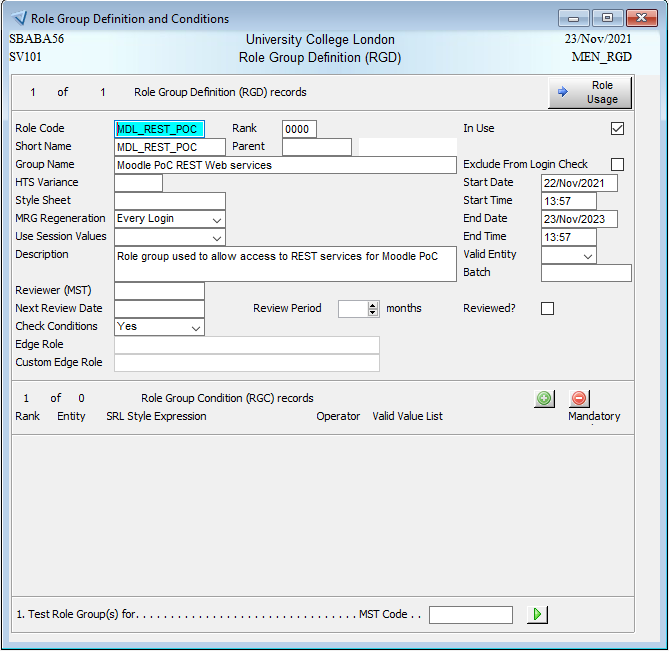 Role Group Definition and Conditions
SBABA56 University College London 23/Nov/2021
SV101 Role Group Definition (RGD) MEN_RGD
1 of 1 Role Group Definition (RGD) records Role Usage
Role Code MDL_REST_POC Rank 0000 In Use
Short Name MDL_REST_POC Parent
Group Name Moodle PoC REST Web services Exclude From Login Check
HTS Variance Start Date 22/Nov/2021
Style Sheet Start Time 13:57
MRG Regeneration Every Login End Date 23/Nov/2023
Use Session Values End Time 13:57
Description Role group used to allow access to REST services for Moodle PoC Valid Entity
Batch
Reviewer (MST)
Next Review Date Review Period months Reviewed?
Check Conditions Yes
Edge Role
Custom Edge Role
1 of 0 Role Group Condition (RGC) records
Rank Entity SRL Style Expression Operator Valid Value List Mandatory
1. Test Role Group(s) for. . . . . . . . . . . . . . . . . . . . . . . . . . . . . . . . . . . . . MST Code . .